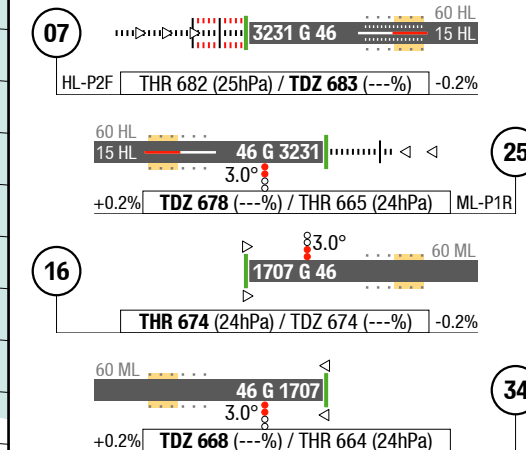 60 HL
07
3231 G 46
15 HL
HL-P2F THR 682 (25hPa) / TDZ 683 (---%) -0.2%
60 HL
15 HL
46 G 3231
25
3.0°
+0.2% TDZ 678 (---%) / THR 665 (24hPa) ML-P1R
3.0°
60 ML
16
1707 G 46
THR 674 (24hPa) / TDZ 674 (---%) -0.2%
60 ML
46 G 1707
34
3.0°
+0.2% TDZ 668 (---%) / THR 664 (24hPa)